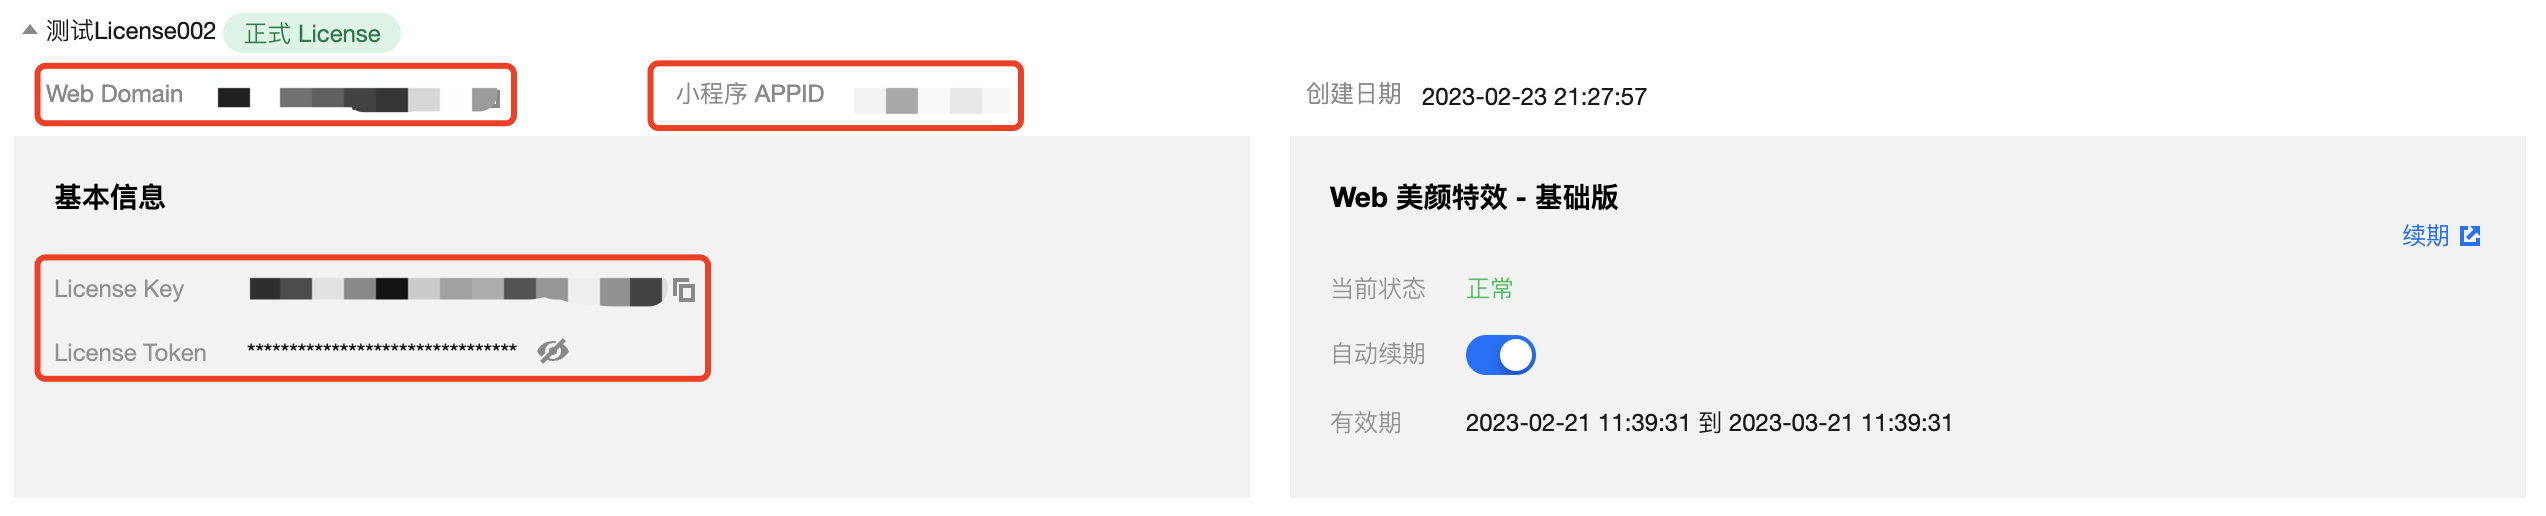 测试License002 正式 License
Web Domain 小程序 APPID 创建日期 2023-02-23 21:27:57
基本信息
License Key
License Token ********************************
Web 美颜特效 - 基础版
续期
当前状态 正常
自动续期
有效期 2023-02-21 11:39:31 到 2023-03-21 11:39:31